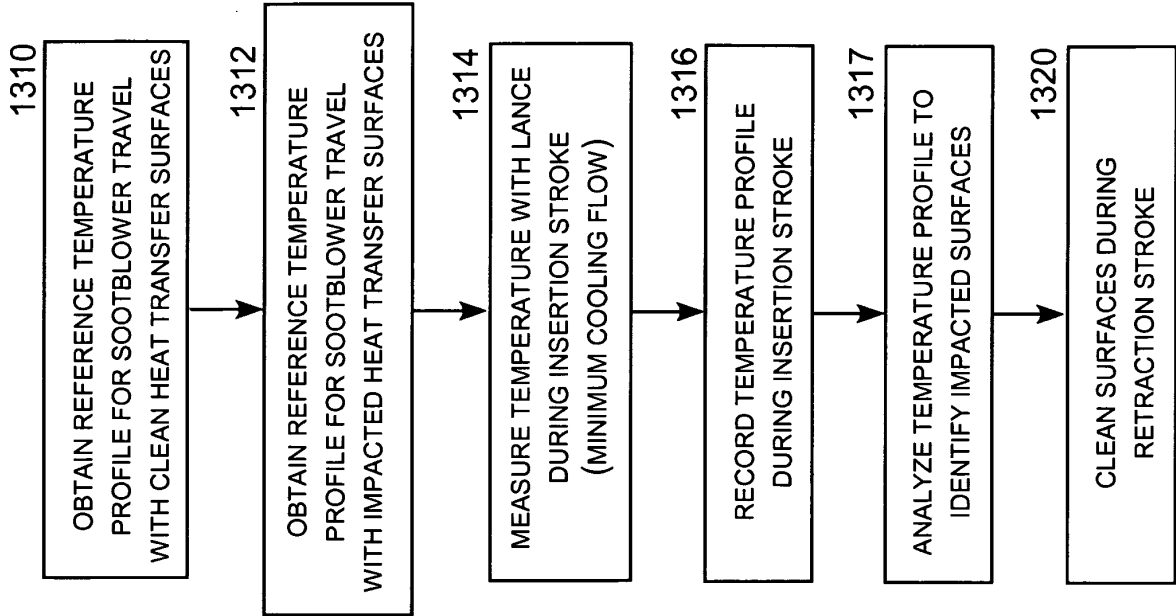 1310
OBTAIN REFERENCE TEMPERATURE
PROFILE FOR SOOTBLOWER TRAVEL
WITH CLEAN HEAT TRANSFER SURFACES
1312
OBTAIN REFERENCE TEMPERATURE
PROFILE FOR SOOTBLOWER TRAVEL
WITH IMPACTED HEAT TRANSFER SURFACES
1314
MEASURE TEMPERATURE WITH LANCE
DURING INSERTION STROKE
(MINIMUM COOLING FLOW)
1316
RECORD TEMPERATURE PROFILE
DURING INSERTION STROKE
1317
ANALYZE TEMPERATURE PROFILE TO
IDENTIFY IMPACTED SURFACES
1320
CLEAN SURFACES DURING
RETRACTION STROKE